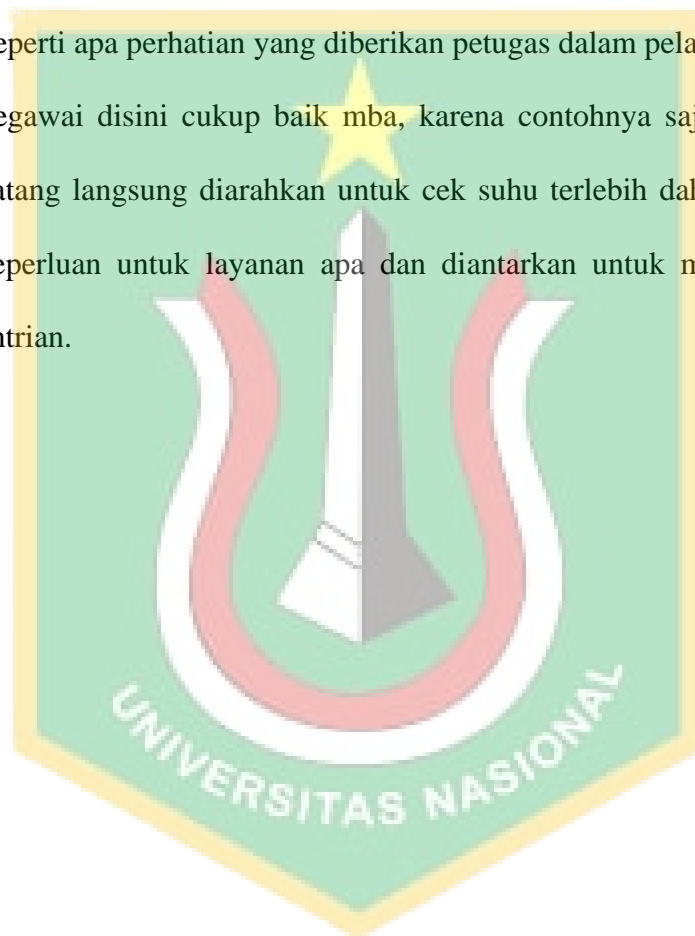 eperti apa perhatian yang diberikan petugas dalam pela
egawai disini cukup baik mba, karena contohnya saj
atang langsung diarahkan untuk cek suhu terlebih dah
eperluan untuk layanan apa dan diantarkan untuk m
ntrian.
UNIVERSITAS NASIONAL